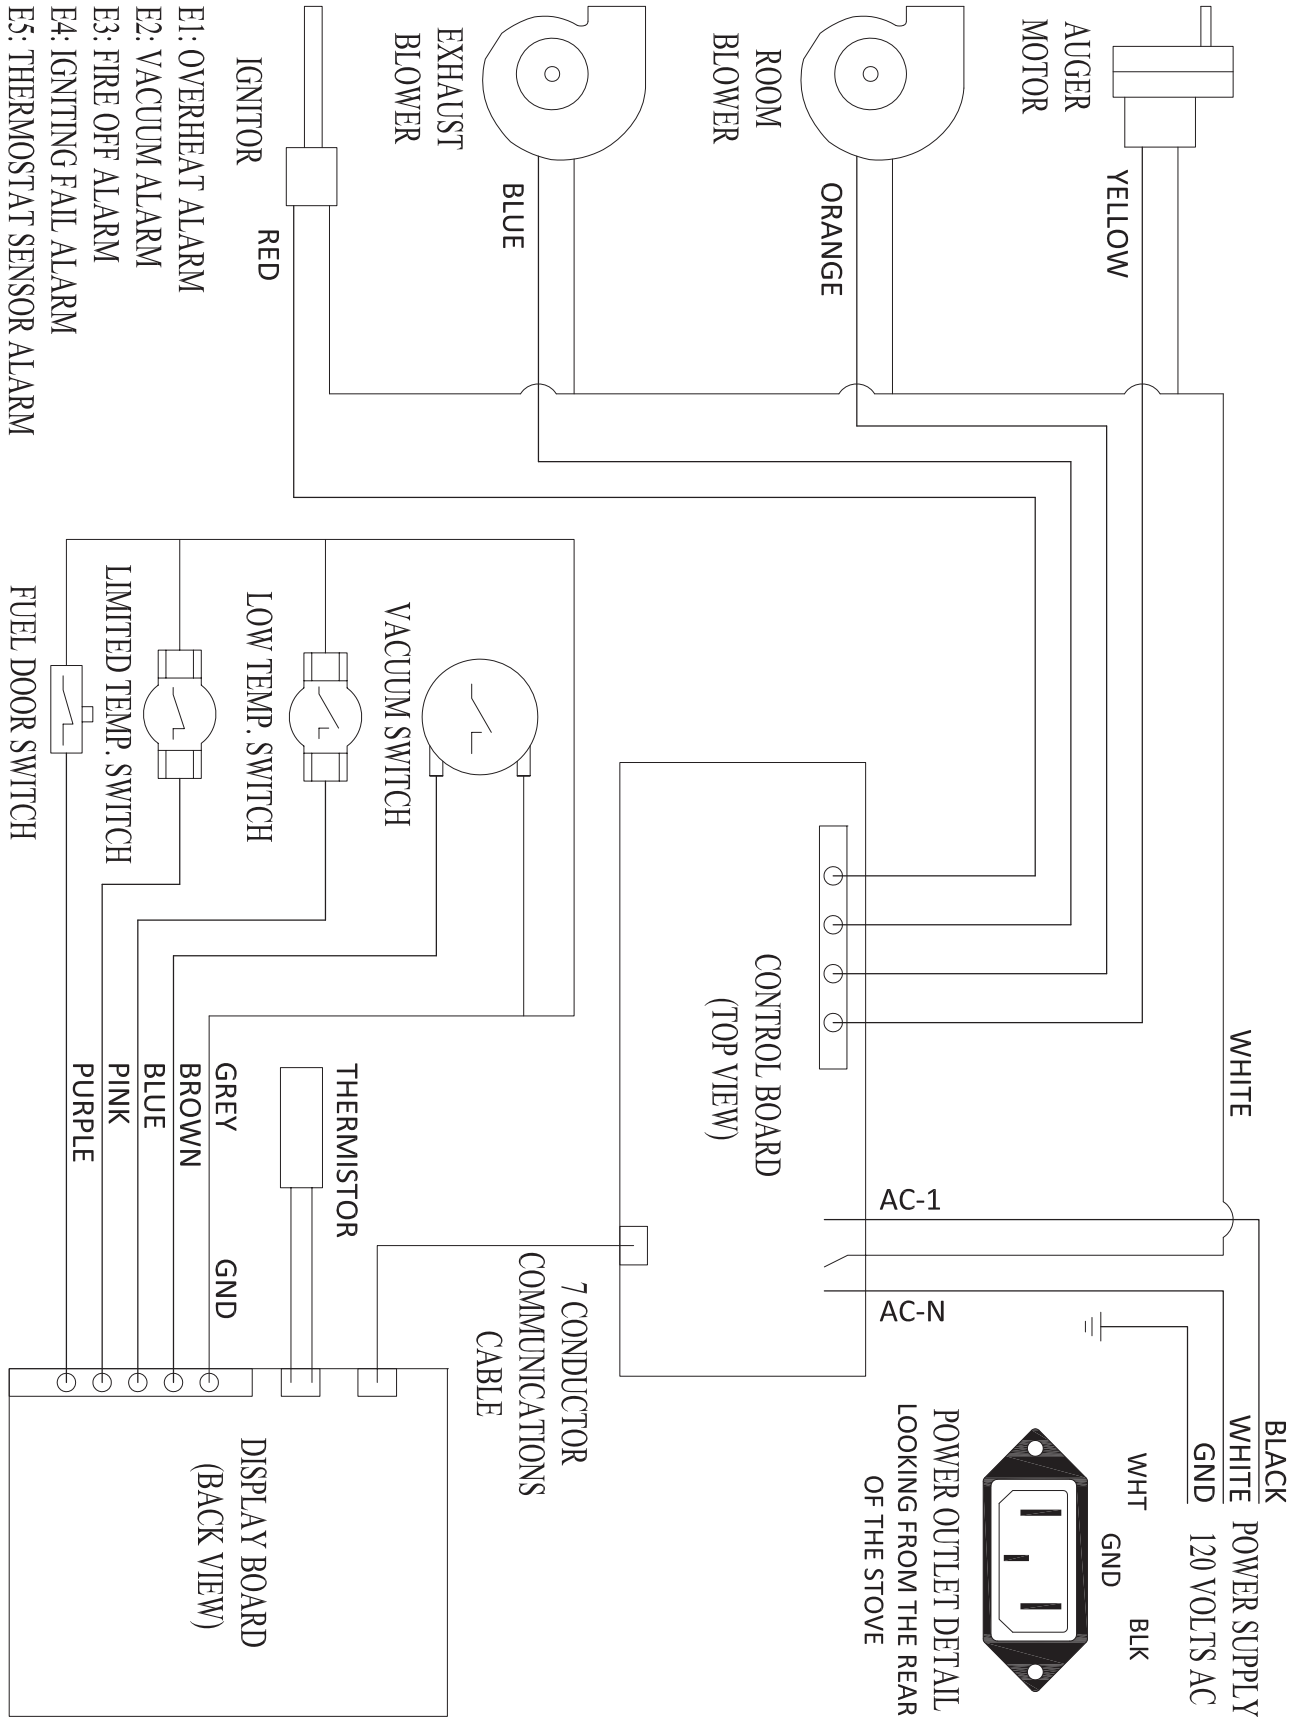 AUGER
MOTOR
YELLOW
ROOM
BLOWER
ORANGE
EXHAUST
BLOWER
BLUE
IGNITOR
RED
E1: OVERHEAT ALARM
E2: VACUUM ALARM
E3: FIRE OFF ALARM
E4: IGNITING FAIL ALARM
E5: THERMOSTAT SENSOR ALARM
WHITE
CONTROL BOARD
(TOP VIEW)
AC-1
AC-N
VACUUM SWITCH
LOW TEMP. SWITCH
LIMITED TEMP. SWITCH
FUEL DOOR SWITCH
THERMISTOR
GREY
GND
BROWN
BLUE
PINK
PURPLE
7 CONDUCTOR
COMMUNICATIONS
CABLE
DISPLAY BOARD
(BACK VIEW)
BLACK
WHITE
GND
POWER SUPPLY
120 VOLTS AC
WHT
GND
BLK
POWER OUTLET DETAIL
LOOKING FROM THE REAR
OF THE STOVE